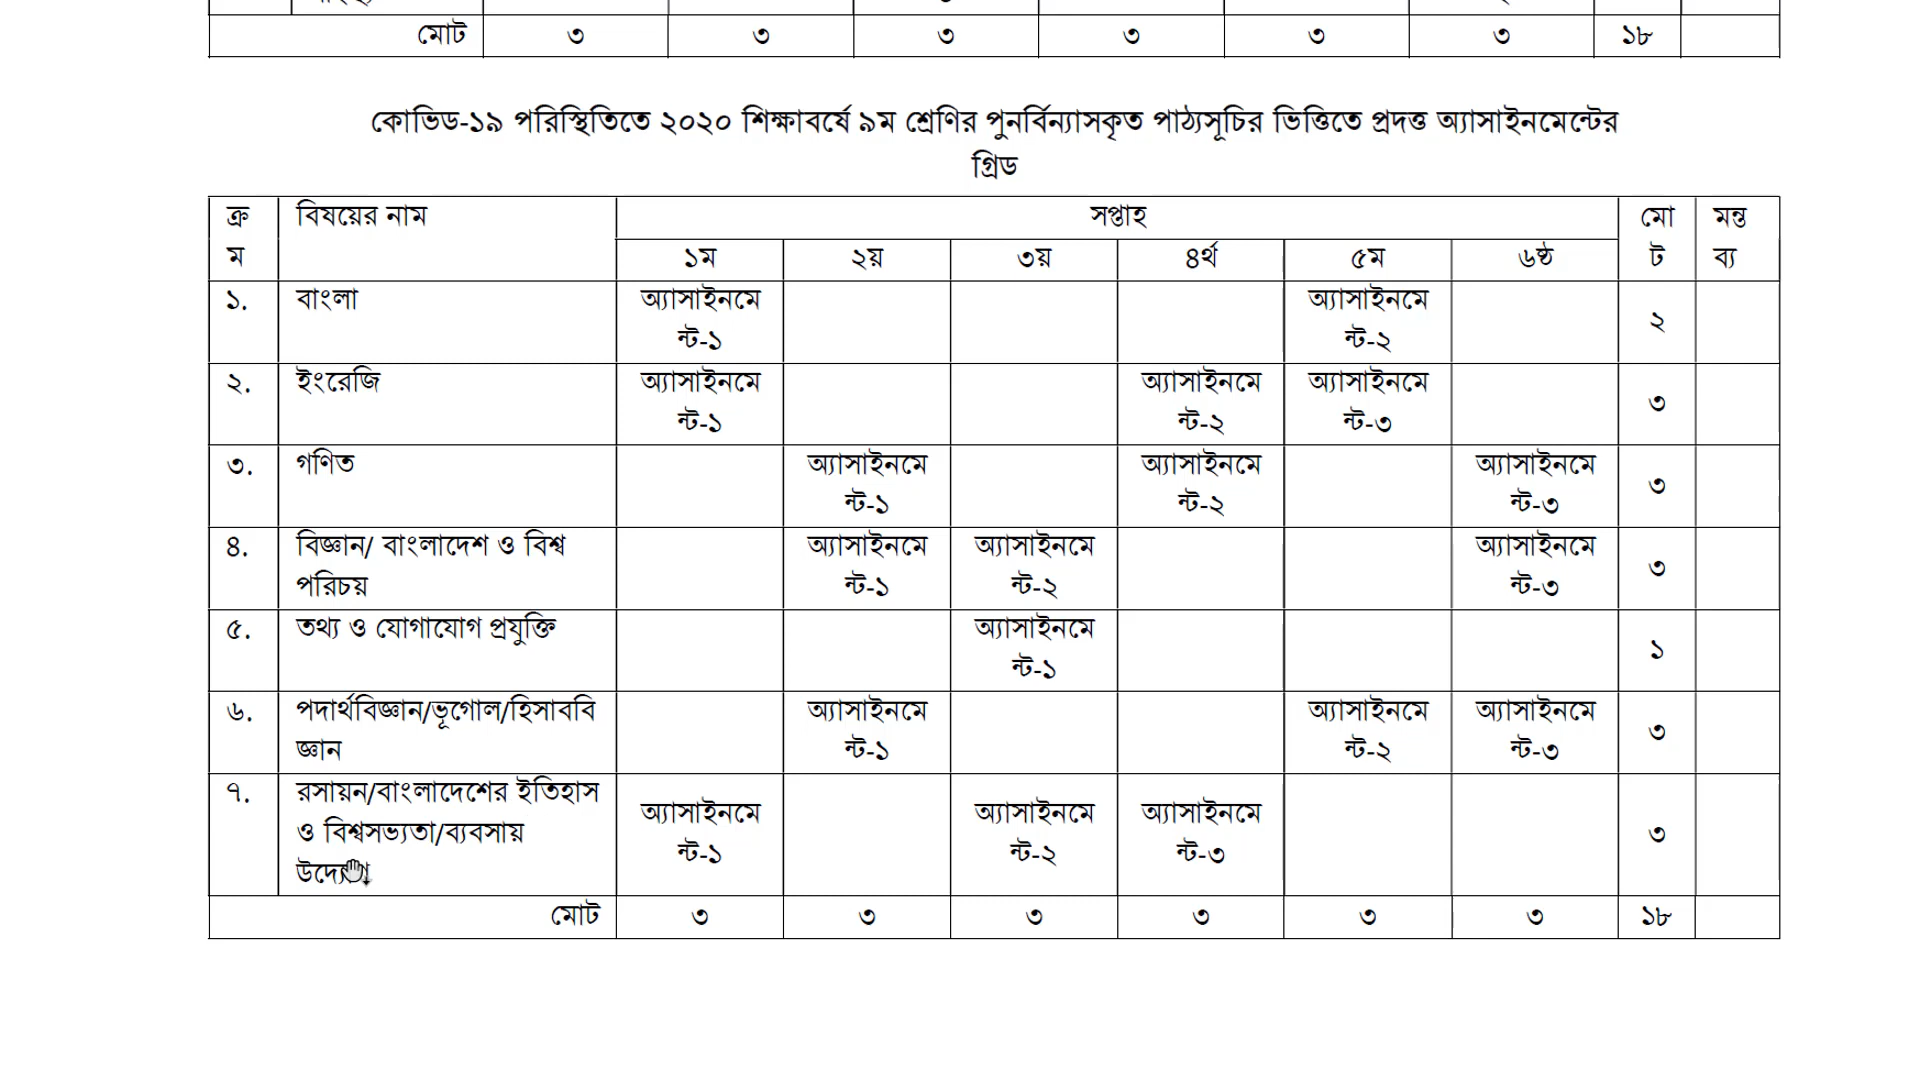 মোট ৩ ৩ ৩ ৩ ৩ ৩ ১৮
কোভিড-১৯ পরিস্থিতিতে ২০২০ শিক্ষাবর্ষে ৯ম শ্রেণির পুনর্বিন্যাসকৃত পাঠ্যসূচির ভিত্তিতে প্রদত্ত অ্যাসাইনমেন্টের
গ্রিড
ক্র বিষয়ের নাম সপ্তাহ মো মন্ত
ম ১ম ২য় ৩য় ৪র্থ ৫ম ৬ষ্ঠ ট ব্য
১. বাংলা অ্যাসাইনমে অ্যাসাইনমে
ন্ট-১ ন্ট-২ ২
২. ইংরেজি অ্যাসাইনমে অ্যাসাইনমে অ্যাসাইনমে
ন্ট-১ ন্ট-২ ন্ট-৩ ৩
৩. গণিত অ্যাসাইনমে অ্যাসাইনমে অ্যাসাইনমে
ন্ট-১ ন্ট-২ ন্ট-৩ ৩
৪. বিজ্ঞান/ বাংলাদেশ ও বিশ্ব অ্যাসাইনমে অ্যাসাইনমে অ্যাসাইনমে
পরিচয় ন্ট-১ ন্ট-২ ন্ট-৩ ৩
৫. তথ্য ও যোগাযোগ প্রযুক্তি অ্যাসাইনমে
ন্ট-১ ১
৬. পদার্থবিজ্ঞান/ভূগোল/হিসাববি অ্যাসাইনমে অ্যাসাইনমে অ্যাসাইনমে
জ্ঞান ন্ট-১ ন্ট-২ ন্ট-৩ ৩
৭. রসায়ন/বাংলাদেশের ইতিহাস অ্যাসাইনমে অ্যাসাইনমে অ্যাসাইনমে
ও বিশ্বসভ্যতা/ব্যবসায় ন্ট-১ ন্ট-২ ন্ট-৩ ৩
মোট ৩ ৩ ৩ ৩ ৩ ৩ ১৮